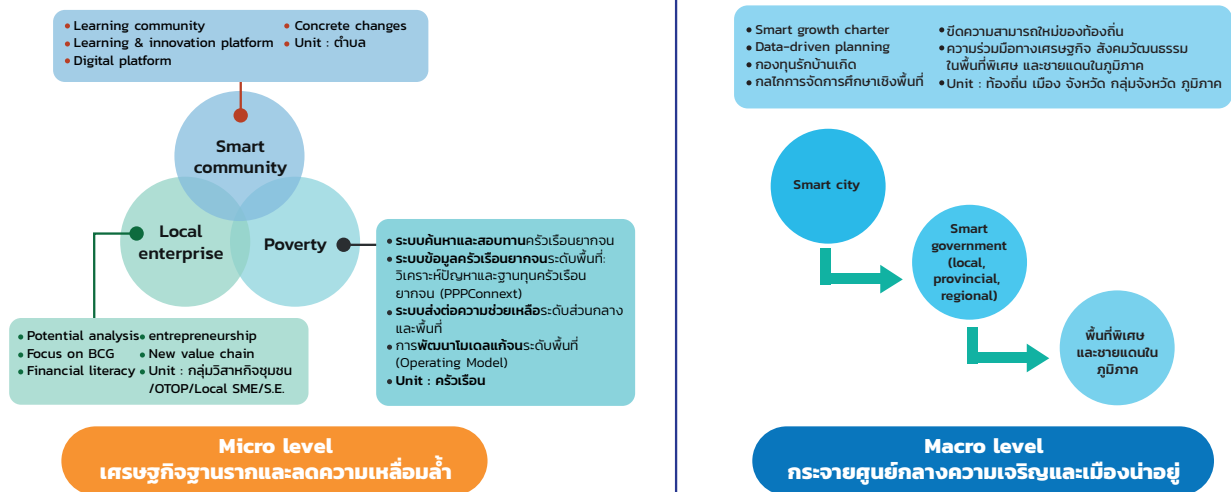 • Learning community
• Learning & innovation platform
• Digital platform
• Concrete changes
• Unit : ตำบล
Smart
community
Local
enterprise
Poverty
• ระบบค้นหาและสอบทานครัวเรือนยากจน
• ระบบข้อมูลครัวเรือนยากจนระดับพื้นที่:
วิเคราะห์ปัญหาและฐานทุนครัวเรือน
ยากจน (PPPConnext)
• ระบบส่งต่อความช่วยเหลือระดับส่วนกลาง
และพื้นที่
• การพัฒนาโมเดลแก้จนระดับพื้นที่
(Operating Model)
• Unit : ครัวเรือน
• Potential analysis
• Focus on BCG
• Financial literacy
• entrepreneurship
• New value chain
• Unit : กลุ่มวิสาหกิจชุมชน
/OTOP/Local SME/S.E.
Micro level
เศรษฐกิจฐานรากและลดความเหลื่อมล้ำ
• Smart growth charter
• Data-driven planning
• กองทุนรักบ้านเกิด
• กลไกการจัดการศึกษาเชิงพื้นที่
• ขีดความสามารถใหม่ของท้องถิ่น
• ความร่วมมือทางเศรษฐกิจ สังคมวัฒนธรรม
ในพื้นที่พิเศษ และชายแดนในภูมิภาค
• Unit : ท้องถิ่น เมือง จังหวัด กลุ่มจังหวัด ภูมิภาค
Smart city
Smart
government
(local,
provincial,
regional)
พื้นที่พิเศษ
และชายแดนใน
ภูมิภาค
Macro level
กระจายศูนย์กลางความเจริญและเมืองน่าอยู่